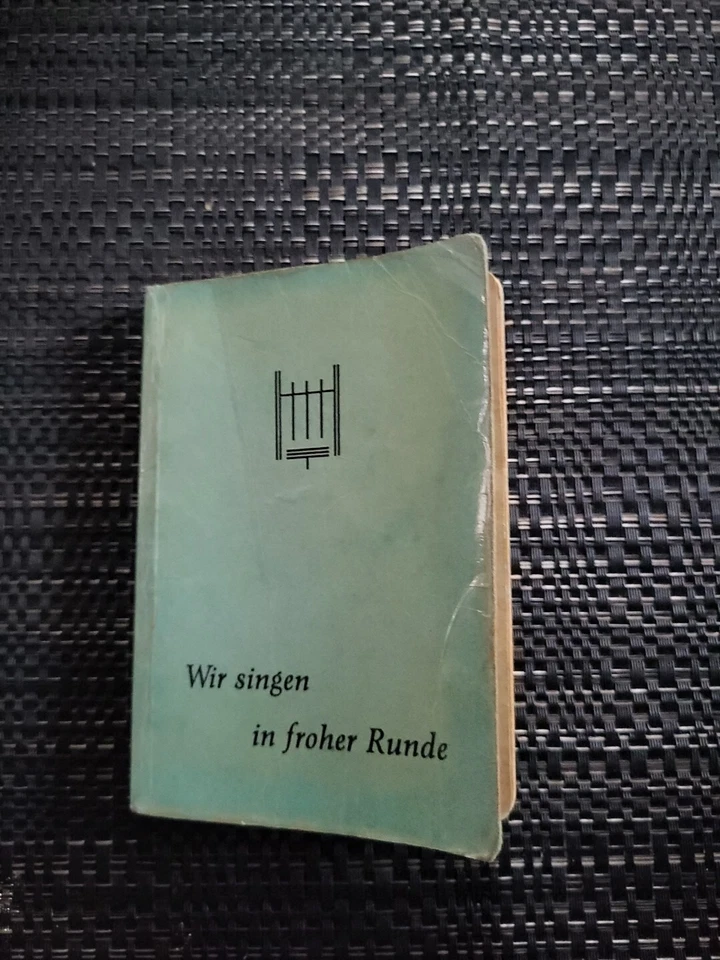 Wir singen
in froher Runde